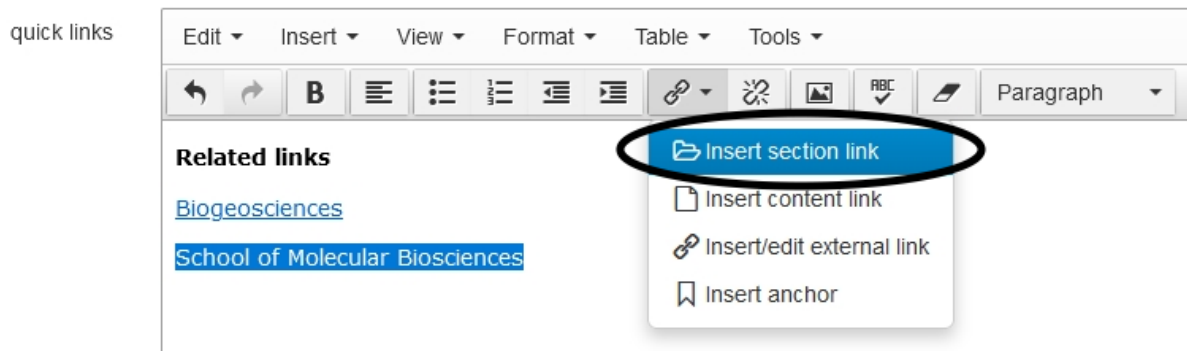 quick links
Edit Insert View Format Table Tools
B ABC Paragraph
Related links
Biogeosciences
School of Molecular Biosciences
Insert section link
Insert content link
Insert/edit external link
Insert anchor